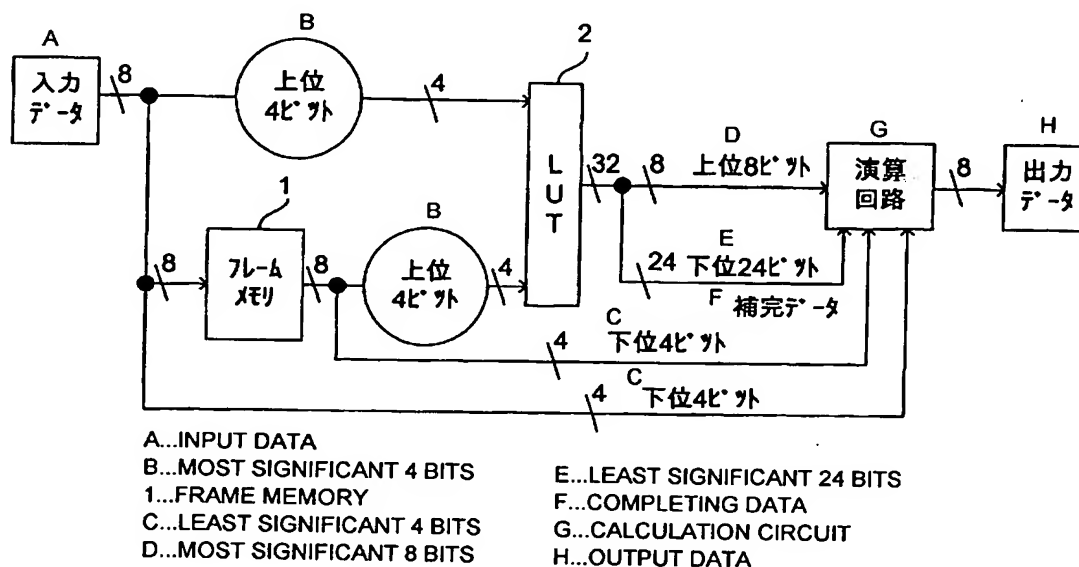 A
入力
データ
8
B
上位
4ビット
4
2
LUT
32
8
D
上位8ビット
G
演算
回路
8
H
出力
データ
1
8
フレーム
メモリ
8
B
上位
4ビット
4
E
24 下位24ビット
F 補完データ
C
4 下位4ビット
C
4 下位4ビット
A...INPUT DATA
B...MOST SIGNIFICANT 4 BITS
1...FRAME MEMORY
C...LEAST SIGNIFICANT 4 BITS
D...MOST SIGNIFICANT 8 BITS
E...LEAST SIGNIFICANT 24 BITS
F...COMPLETING DATA
G...CALCULATION CIRCUIT
H...OUTPUT DATA